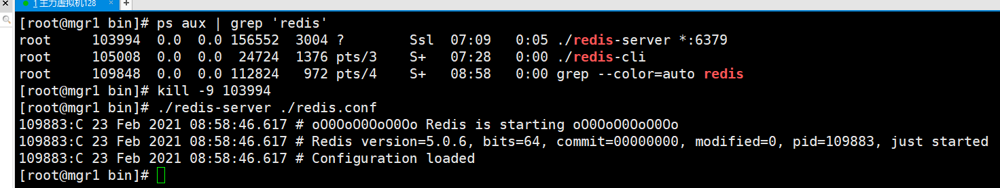 1 主力虚拟机128 × +
[root@mgr1 bin]# ps aux | grep 'redis'
root 103994 0.0 0.0 156552 3004 ? Ssl 07:09 0:05 ./redis-server *:6379
root 105008 0.0 0.0 24724 1376 pts/3 S+ 07:28 0:00 ./redis-cli
root 109848 0.0 0.0 112824 972 pts/4 S+ 08:58 0:00 grep --color=auto redis
[root@mgr1 bin]# kill -9 103994
[root@mgr1 bin]# ./redis-server ./redis.conf
109883:C 23 Feb 2021 08:58:46.617 # oO0OoO0OoO0Oo Redis is starting oO0OoO0OoO0Oo
109883:C 23 Feb 2021 08:58:46.617 # Redis version=5.0.6, bits=64, commit=00000000, modified=0, pid=109883, just started
109883:C 23 Feb 2021 08:58:46.617 # Configuration loaded
[root@mgr1 bin]#